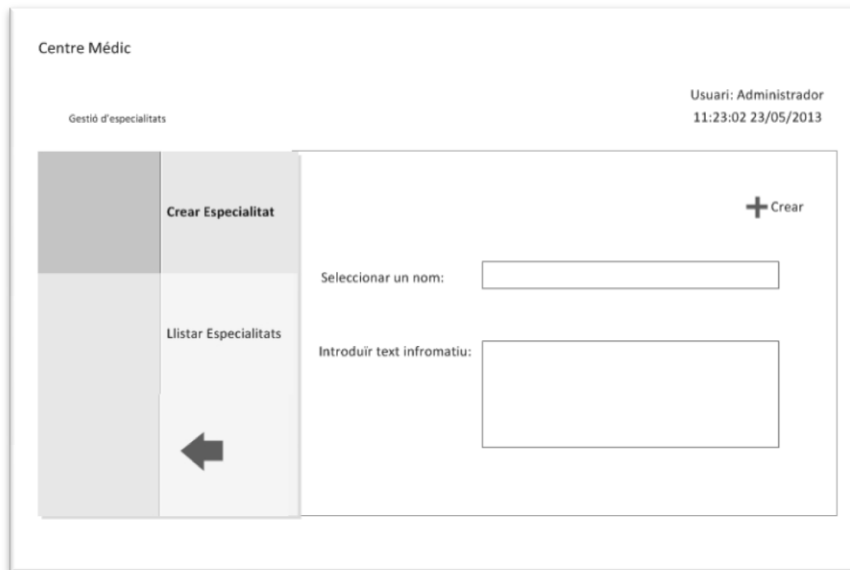 Centre Médic
Usuari: Administrador
Gestió d'especialitats
11:23:02 23/05/2013
Crear Especialitat
Crear
Seleccionar un nom:
Llistar Especialitats
Introduïr text infromatiu: